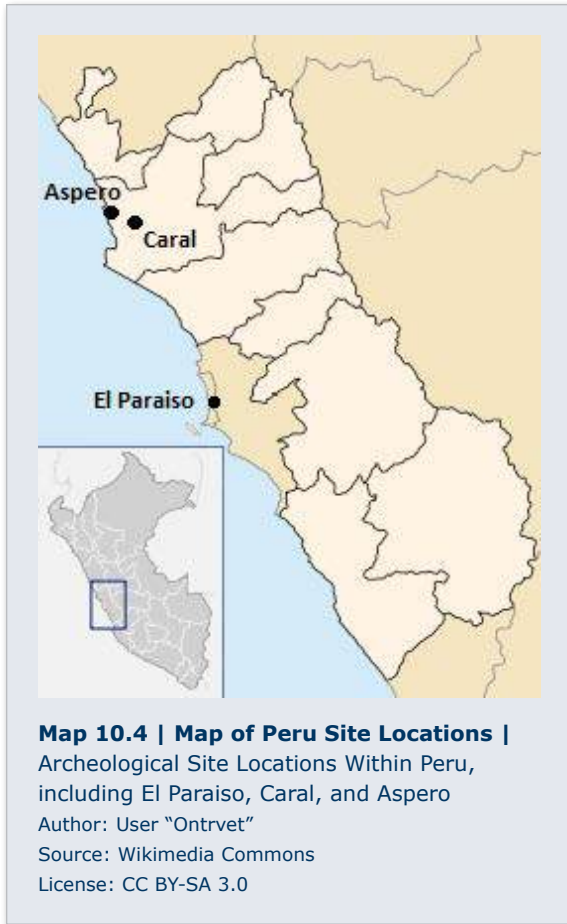 Aspero
Caral
El Paraiso
Map 10.4 | Map of Peru Site Locations |
Archeological Site Locations Within Peru,
including El Paraiso, Caral, and Aspero
Author: User “Ontrvet”
Source: Wikimedia Commons
License: CC BY-SA 3.0